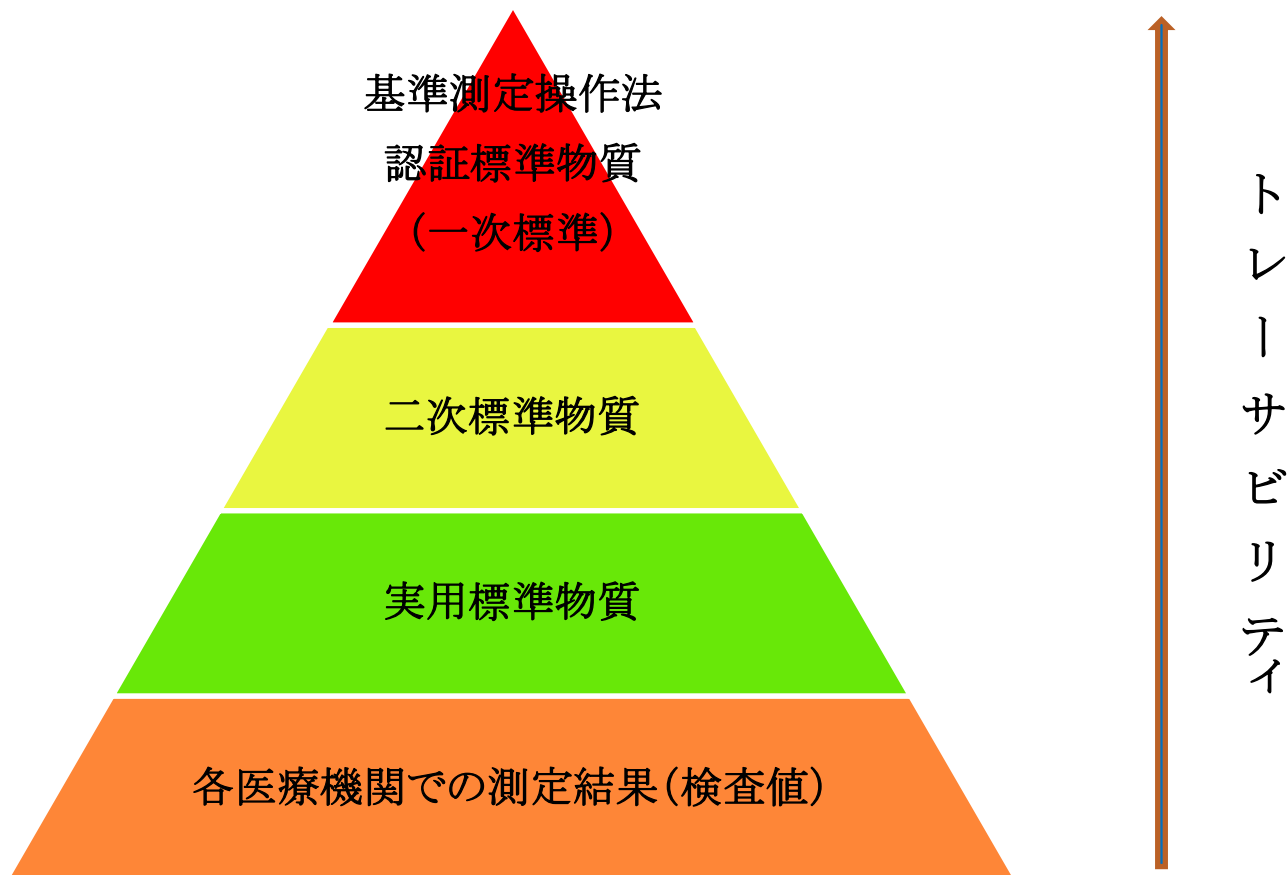 基準測定操作法
認証標準物質
(一次標準)
二次標準物質
実用標準物質
各医療機関での測定結果(検査値)
トレーサビリティ